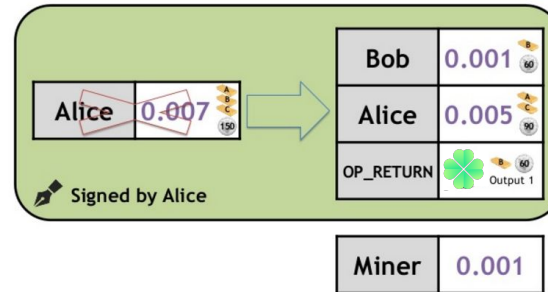 Bob 0.001 B 60
Alice 0.007 A B C 150
Alice 0.005 A C 90
OP_RETURN B 60
Output 1
Signed by Alice
Miner 0.001